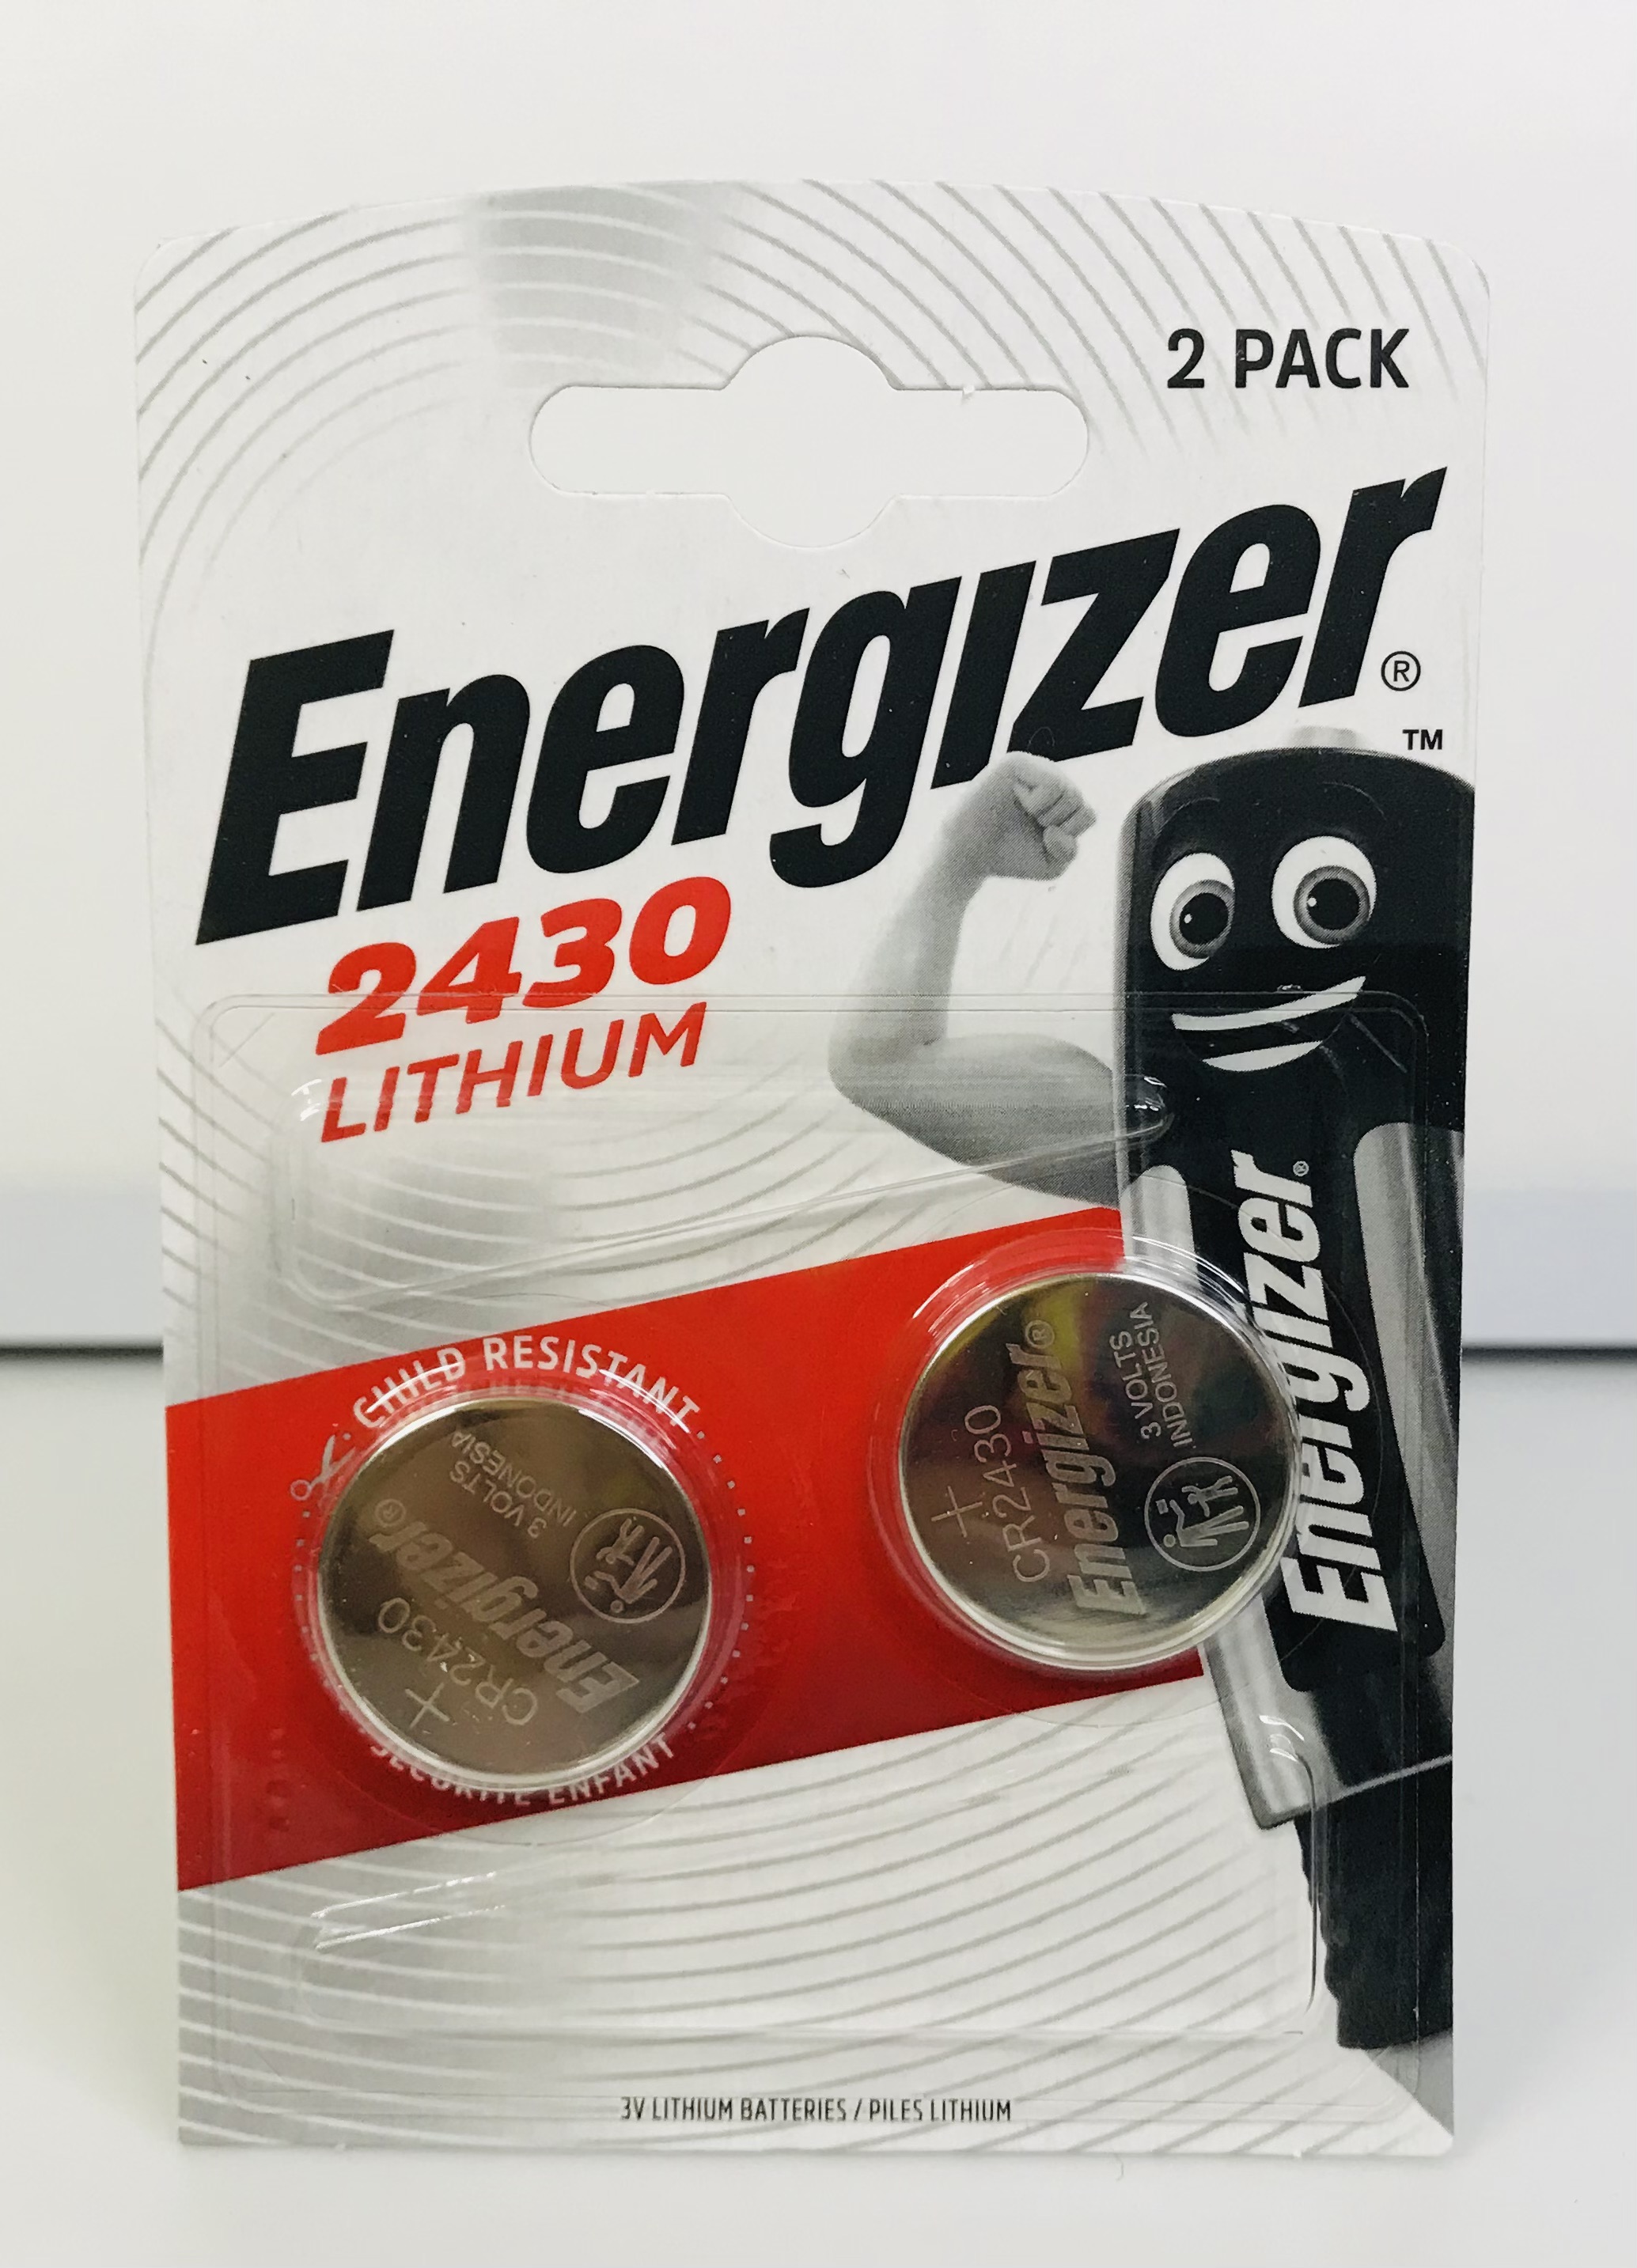 2 PACK
Energizer®
TM
2430
LITHIUM
Energizer®
CHILD RESISTANT
+
CR2430
Energizer®
3 VOLTS
INDONESIA
+
CR2430
Energizer®
3 VOLTS
INDONESIA
SÉCURITÉ ENFANT
3V LITHIUM BATTERIES / PILES LITHIUM